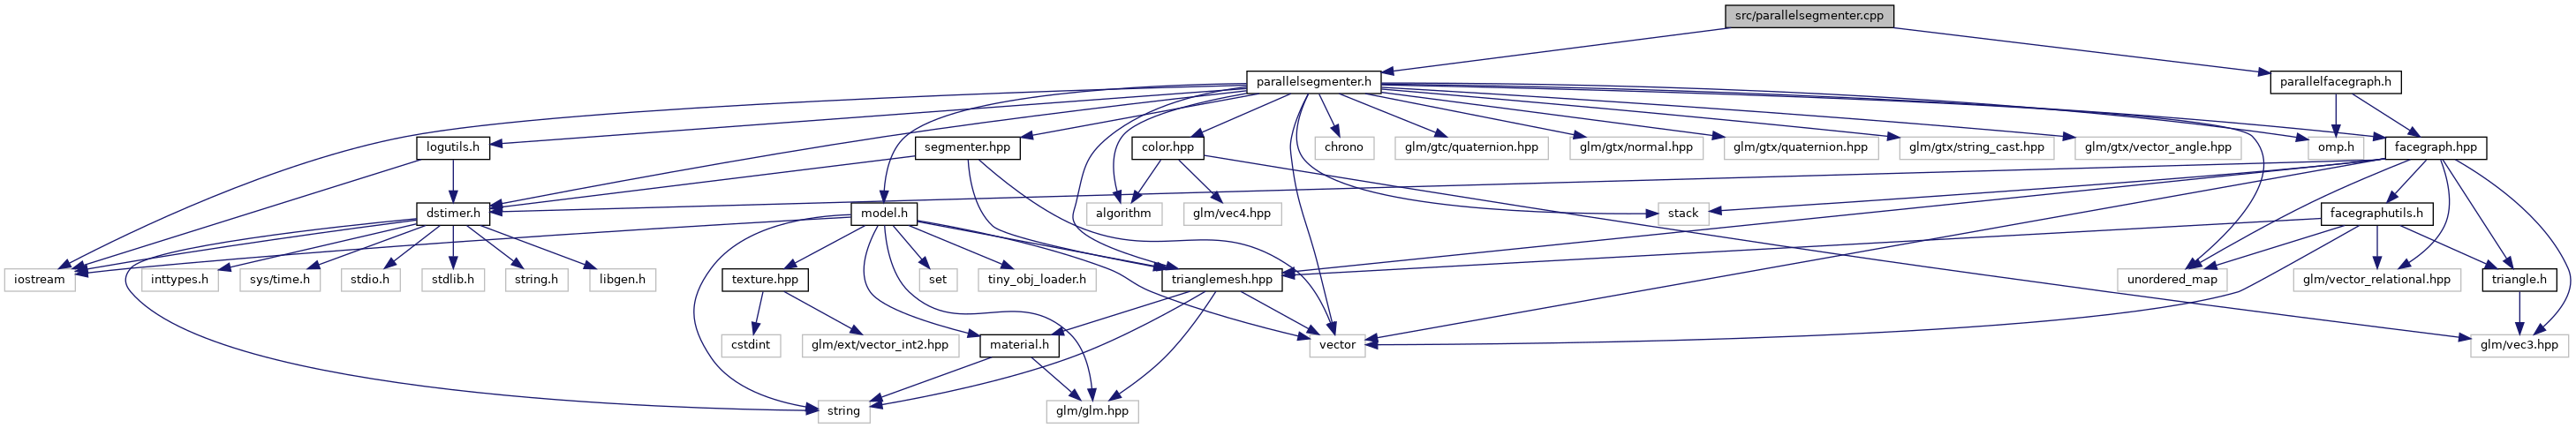 src/parallelsegmenter.cpp
parallelsegmenter.h
parallelfacegraph.h
logutils.h
segmenter.hpp
color.hpp
chrono
glm/gtc/quaternion.hpp
glm/gtx/normal.hpp
glm/gtx/quaternion.hpp
glm/gtx/string_cast.hpp
glm/gtx/vector_angle.hpp
omp.h
facegraph.hpp
dstimer.h
model.h
algorithm
glm/vec4.hpp
stack
facegraphutils.h
iostream
inttypes.h
sys/time.h
stdio.h
stdlib.h
string.h
libgen.h
texture.hpp
set
tiny_obj_loader.h
trianglemesh.hpp
unordered_map
glm/vector_relational.hpp
triangle.h
cstdint
glm/ext/vector_int2.hpp
material.h
vector
glm/vec3.hpp
string
glm/glm.hpp